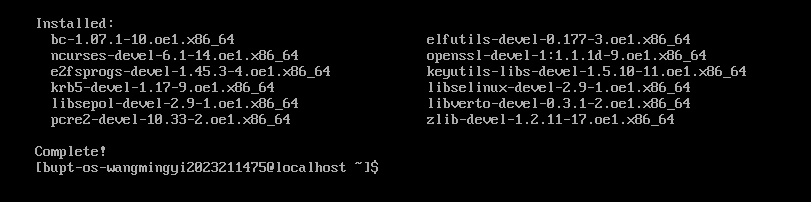 Installed:
bc-1.07.1-10.oe1.x86_64 elfutils-devel-0.177-3.oe1.x86_64
ncurses-devel-6.1-14.oe1.x86_64 openssl-devel-1:1.1.1d-9.oe1.x86_64
e2fsprogs-devel-1.45.3-4.oe1.x86_64 keyutils-libs-devel-1.5.10-11.oe1.x86_64
krb5-devel-1.17-9.oe1.x86_64 libselinux-devel-2.9-1.oe1.x86_64
libsepol-devel-2.9-1.oe1.x86_64 libverto-devel-0.3.1-2.oe1.x86_64
pcre2-devel-10.33-2.oe1.x86_64 zlib-devel-1.2.11-17.oe1.x86_64
Complete!
[bupt-os-wangmingyi2023211475@localhost ~]$